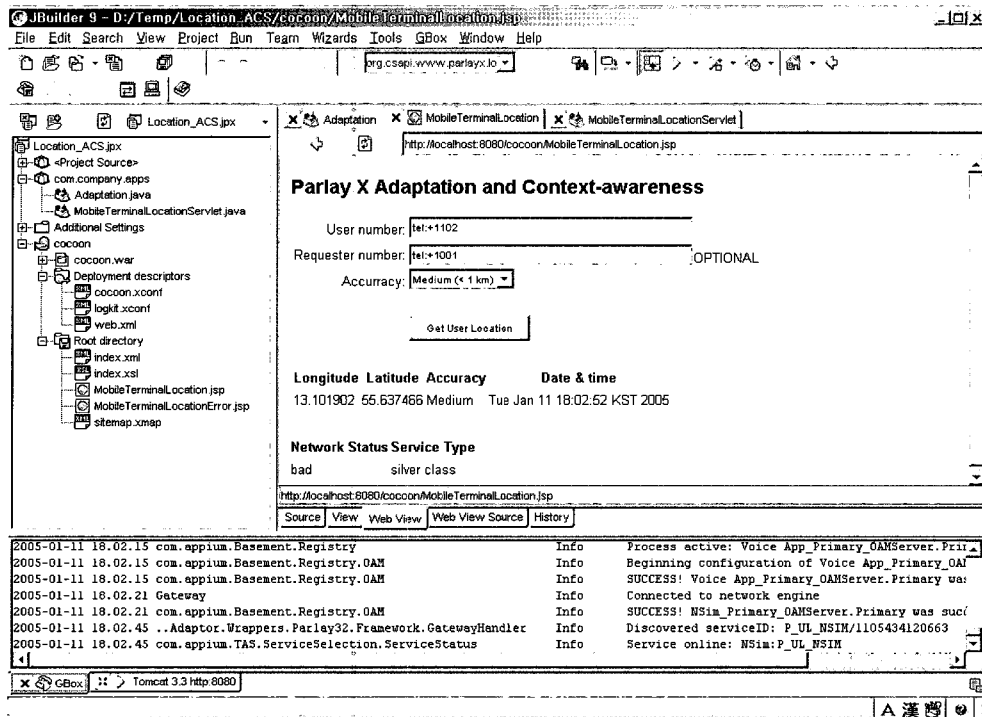 JBuilder 9 - D:/Temp/Location_ACS/cocoon/MobileTerminalLocation.jsp
File Edit Search View Project Run Team Wizards Tools GBox Window Help
org.csapi.www.parlayx.lo
Location_ACS.jpx
Adaptation MobileTerminalLocation MobileTerminalLocationServlet
http://localhost:8080/cocoon/MobileTerminalLocation.jsp
Location_ACS.jpx
<Project Source>
com.company.apps
Adaptation.java
MobileTerminalLocationServlet.java
Additional Settings
cocoon
cocoon.war
Deployment descriptors
cocoon.xconf
logkit.xconf
web.xml
Root directory
index.xml
index.xsl
MobileTerminalLocation.jsp
MobileTerminalLocationError.jsp
sitemap.xmap
Parlay X Adaptation and Context-awareness
User number: tel:+1102
Requester number: tel:+1001 OPTIONAL
Accurracy: Medium (< 1 km)
Get User Location
Longitude Latitude Accuracy Date & time
13.101902 55.637466 Medium Tue Jan 11 18:02:52 KST 2005
Network Status Service Type
bad silver class
http://localhost:8080/cocoon/MobileTerminalLocation.jsp
Source View Web View Web View Source History
2005-01-11 18.02.15 com.appium.Basement.Registry Info Process active: Voice App_Primary_OAMServer.Prir
2005-01-11 18.02.15 com.appium.Basement.Registry.OAM Info Beginning configuration of Voice App_Primary_OAM
2005-01-11 18.02.15 com.appium.Basement.Registry.OAM Info SUCCESS! Voice App_Primary_OAMServer.Primary was
2005-01-11 18.02.21 Gateway Info Connected to network engine
2005-01-11 18.02.21 com.appium.Basement.Registry.OAM Info SUCCESS! NSim_Primary_OAMServer.Primary was suc
2005-01-11 18.02.45 ..Adaptor.Wrappers.Parlay32.Framework.GatewayHandler Info Discovered serviceID: P_UL_NSIM/1105434120663
2005-01-11 18.02.45 com.appium.TAS.ServiceSelection.ServiceStatus Info Service online: NSim:P_UL_NSIM
GBox Tomcat 3.3 http:8080
A 漢